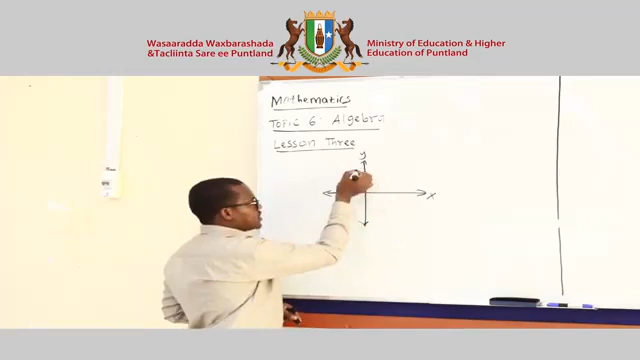 Wasaaradda Waxbarashada
&Tacliinta Sare ee Puntland
Ministry of Education & Higher
Education of Puntland
Mathematics
Topic 6: Algebra
Lesson Three
y
x